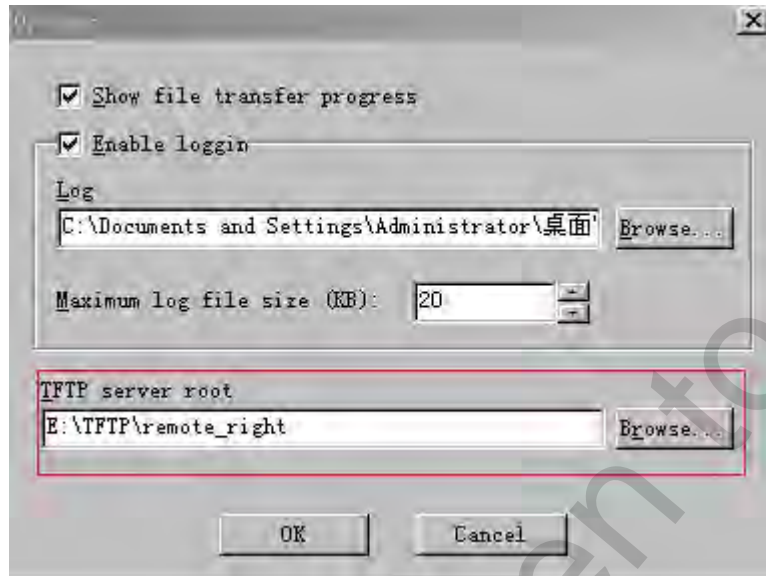 Show file transfer progress
Enable loggin
Log
C:\Documents and Settings\Administrator\桌面
Browse...
Maximum log file size (KB):
20
TFTP server root
E:\TFTP\remote_right
Browse...
OK
Cancel